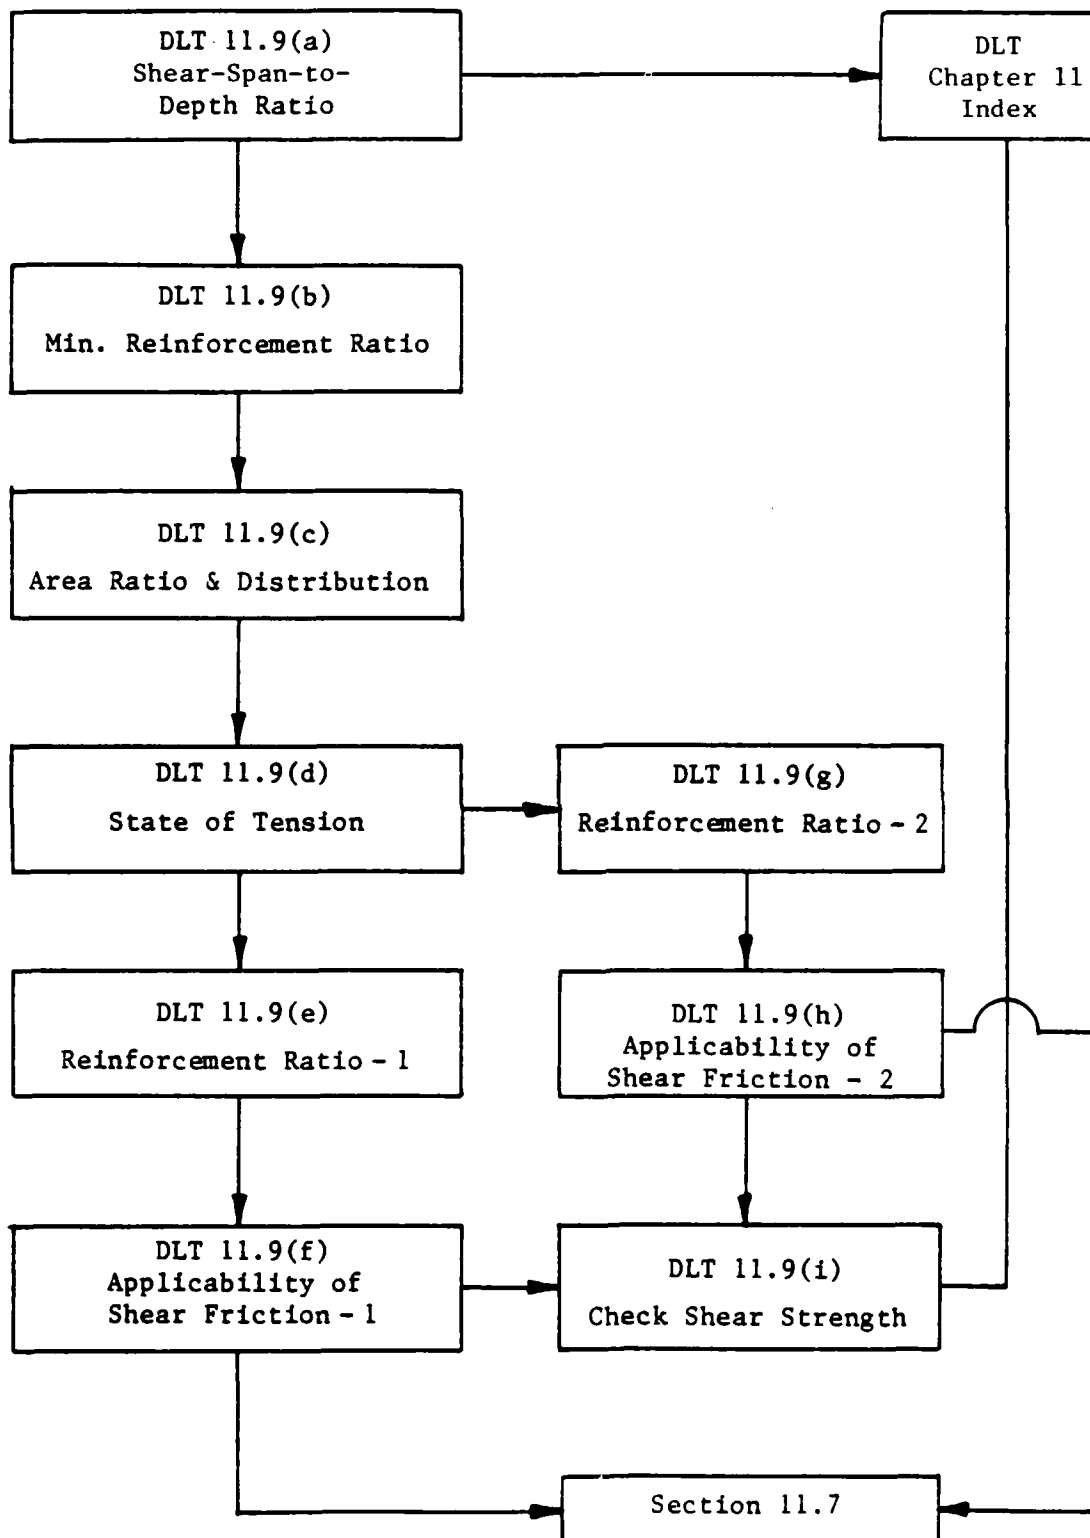 DLT 11.9(a)
Shear-Span-to-
Depth Ratio
DLT
Chapter 11
Index
DLT 11.9(b)
Min. Reinforcement Ratio
DLT 11.9(c)
Area Ratio & Distribution
DLT 11.9(d)
State of Tension
DLT 11.9(g)
Reinforcement Ratio - 2
DLT 11.9(e)
Reinforcement Ratio - 1
DLT 11.9(h)
Applicability of
Shear Friction - 2
DLT 11.9(f)
Applicability of
Shear Friction - 1
DLT 11.9(i)
Check Shear Strength
Section 11.7